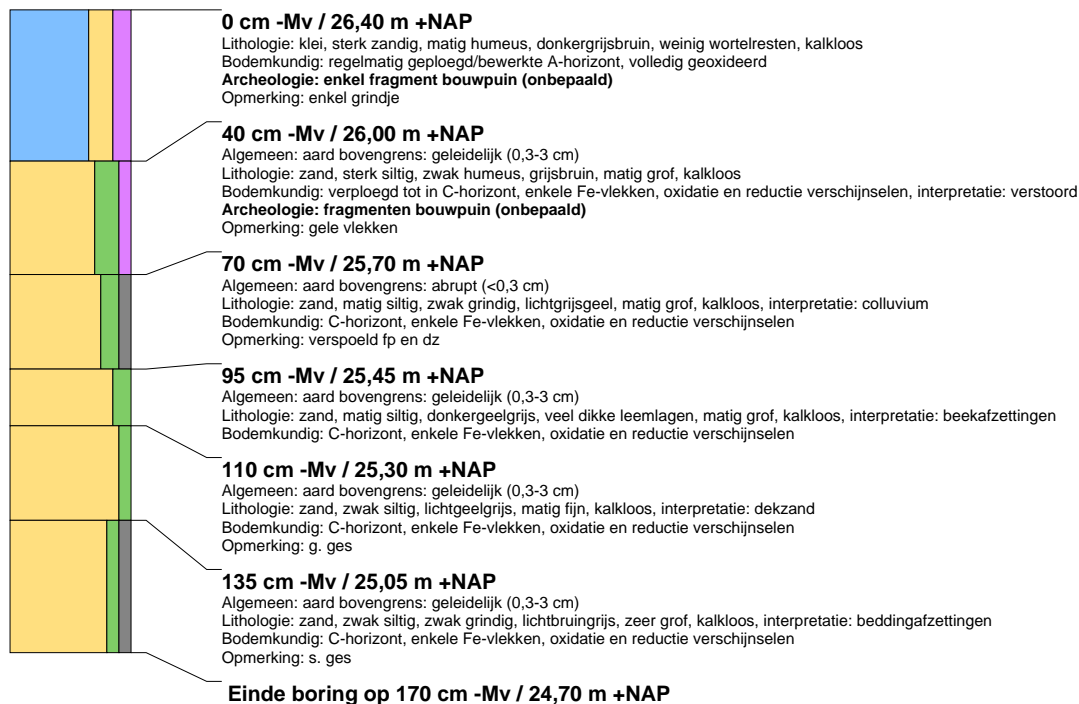 0 cm -Mv / 26,40 m +NAP
Lithologie: klei, sterk zandig, matig humeus, donkergrijsbruin, weinig wortelresten, kalkloos
Bodemkundig: regelmatig geploegd/bewerkte A-horizont, volledig geoxideerd
Archeologie: enkel fragment bouwpuin (onbepaald)
Opmerking: enkel grindje
40 cm -Mv / 26,00 m +NAP
Algemeen: aard bovengrens: geleidelijk (0,3-3 cm)
Lithologie: zand, sterk siltig, zwak humeus, grijsbruin, matig grof, kalkloos
Bodemkundig: verploegd tot in C-horizont, enkele Fe-vlekken, oxidatie en reductie verschijnselen, interpretatie: verstoord
Archeologie: fragmenten bouwpuin (onbepaald)
Opmerking: gele vlekken
70 cm -Mv / 25,70 m +NAP
Algemeen: aard bovengrens: abrupt (<0,3 cm)
Lithologie: zand, matig siltig, zwak grindig, lichtgrijsgeel, matig grof, kalkloos, interpretatie: colluvium
Bodemkundig: C-horizont, enkele Fe-vlekken, oxidatie en reductie verschijnselen
Opmerking: verspoeld fp en dz
95 cm -Mv / 25,45 m +NAP
Algemeen: aard bovengrens: geleidelijk (0,3-3 cm)
Lithologie: zand, matig siltig, donkergeelgrijs, veel dikke leemlagen, matig grof, kalkloos, interpretatie: beekafzettingen
Bodemkundig: C-horizont, enkele Fe-vlekken, oxidatie en reductie verschijnselen
110 cm -Mv / 25,30 m +NAP
Algemeen: aard bovengrens: geleidelijk (0,3-3 cm)
Lithologie: zand, zwak siltig, lichtgeelgrijs, matig fijn, kalkloos, interpretatie: dekzand
Bodemkundig: C-horizont, enkele Fe-vlekken, oxidatie en reductie verschijnselen
Opmerking: g. ges
135 cm -Mv / 25,05 m +NAP
Algemeen: aard bovengrens: geleidelijk (0,3-3 cm)
Lithologie: zand, zwak siltig, zwak grindig, lichtbruingrijs, zeer grof, kalkloos, interpretatie: beddingafzettingen
Bodemkundig: C-horizont, enkele Fe-vlekken, oxidatie en reductie verschijnselen
Opmerking: s. ges
Einde boring op 170 cm -Mv / 24,70 m +NAP